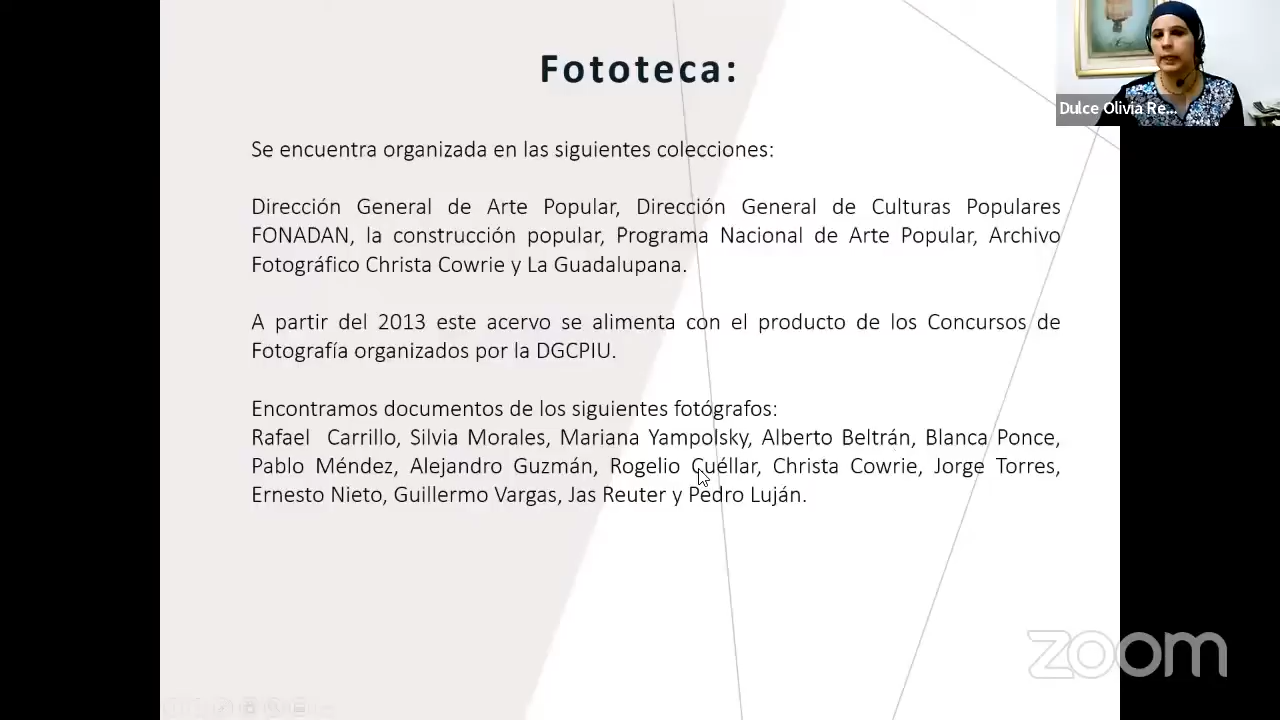 Fototeca:
Dulce Olivia Re...
Se encuentra organizada en las siguientes colecciones:
Dirección General de Arte Popular, Dirección General de Culturas Populares
FONADAN, la construcción popular, Programa Nacional de Arte Popular, Archivo
Fotográfico Christa Cowrie y La Guadalupana.
A partir del 2013 este acervo se alimenta con el producto de los Concursos de
Fotografía organizados por la DGCPIU.
Encontramos documentos de los siguientes fotógrafos:
Rafael Carrillo, Silvia Morales, Mariana Yampolsky, Alberto Beltrán, Blanca Ponce,
Pablo Méndez, Alejandro Guzmán, Rogelio Cuéllar, Christa Cowrie, Jorge Torres,
Ernesto Nieto, Guillermo Vargas, Jas Reuter y Pedro Luján.
zoom